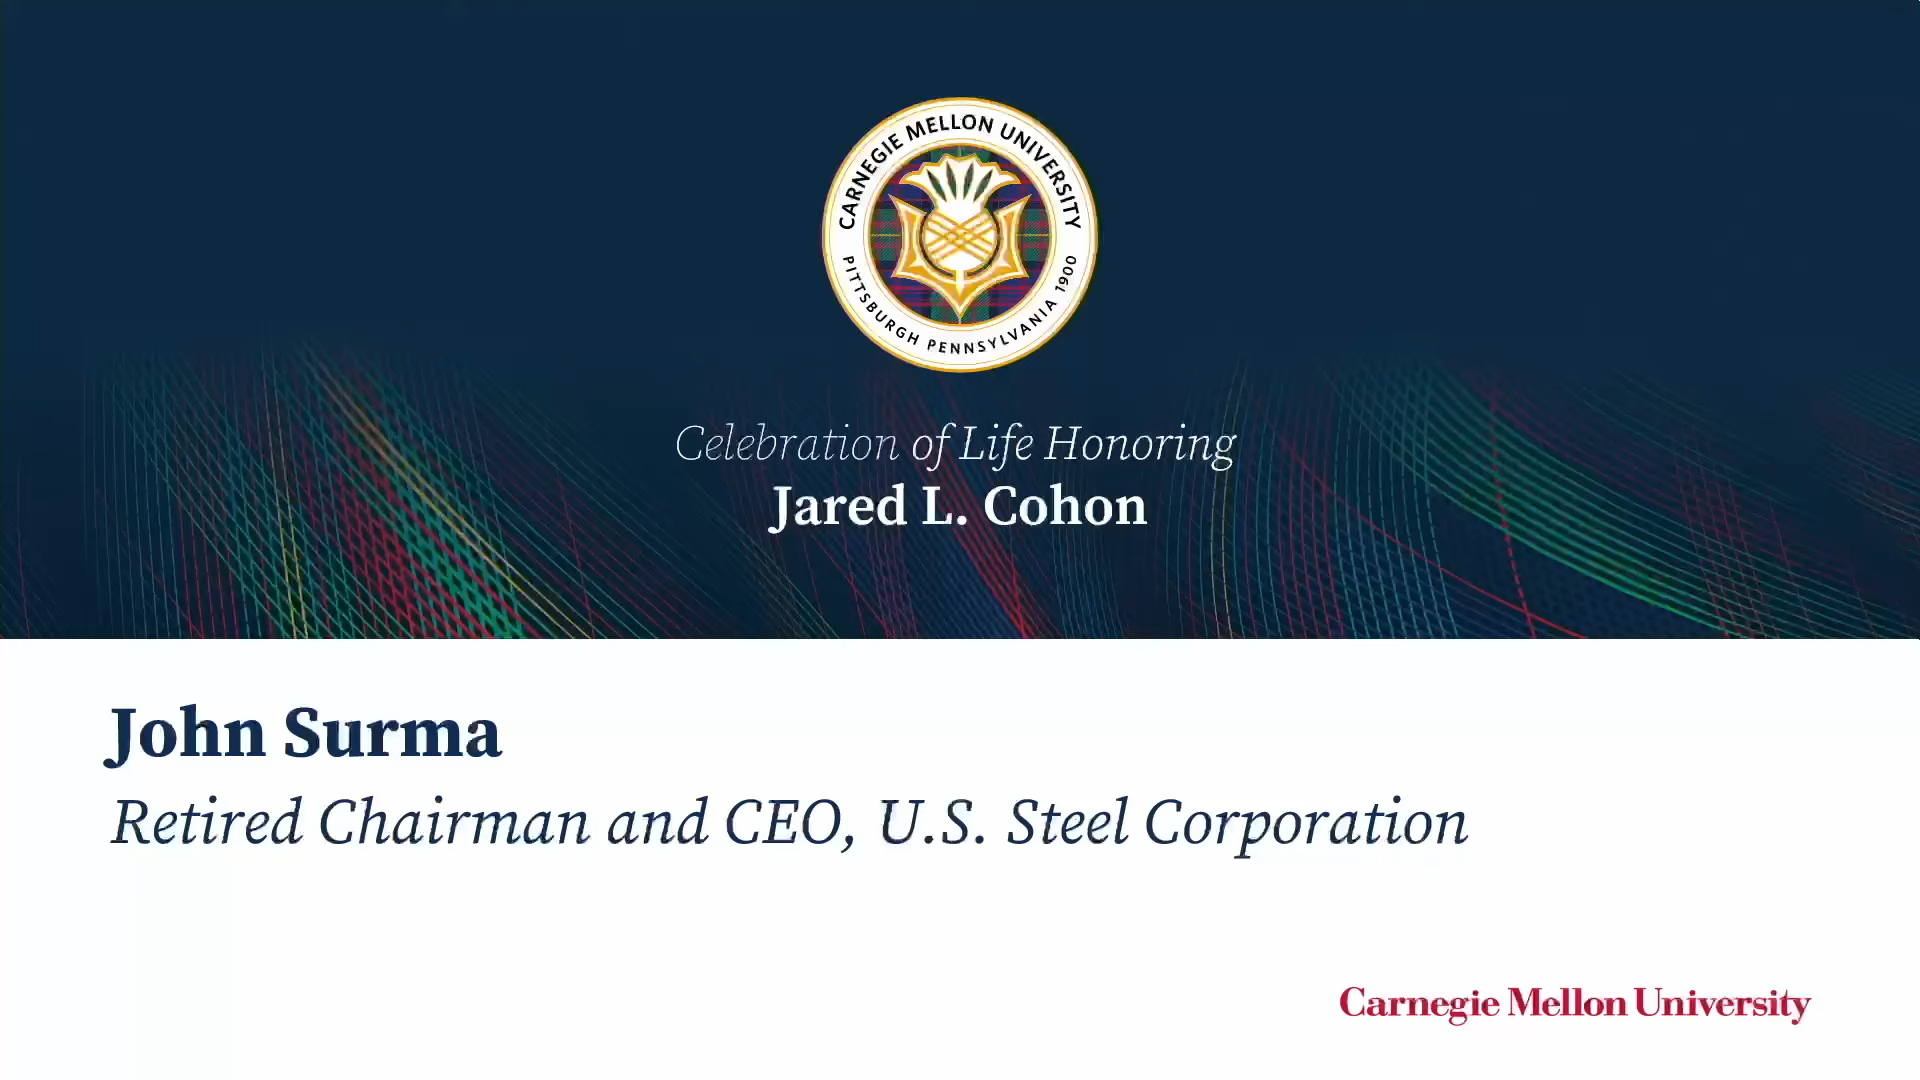 CARNEGIE MELLON UNIVERSITY
PITTSBURGH PENNSYLVANIA 1900
Celebration of Life Honoring
Jared L. Cohon
John Surma
Retired Chairman and CEO, U.S. Steel Corporation
Carnegie Mellon University